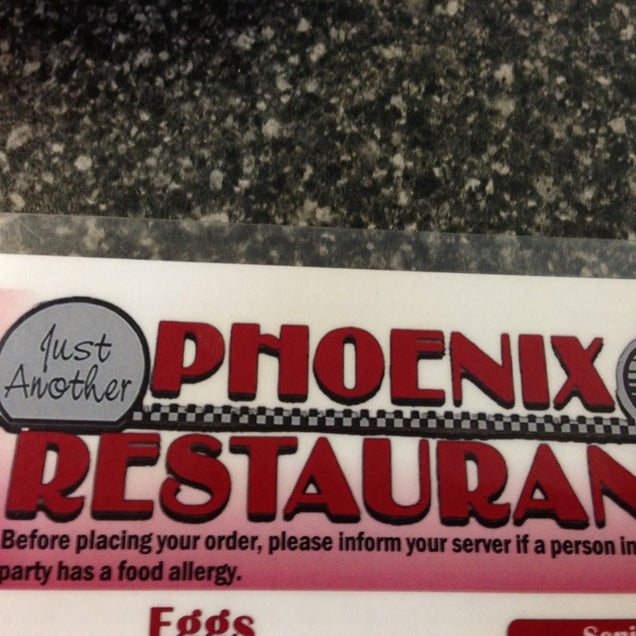 Just
Another
PHOENIX
RESTAURAN
Before placing your order, please inform your server if a person in
party has a food allergy.
Eggs